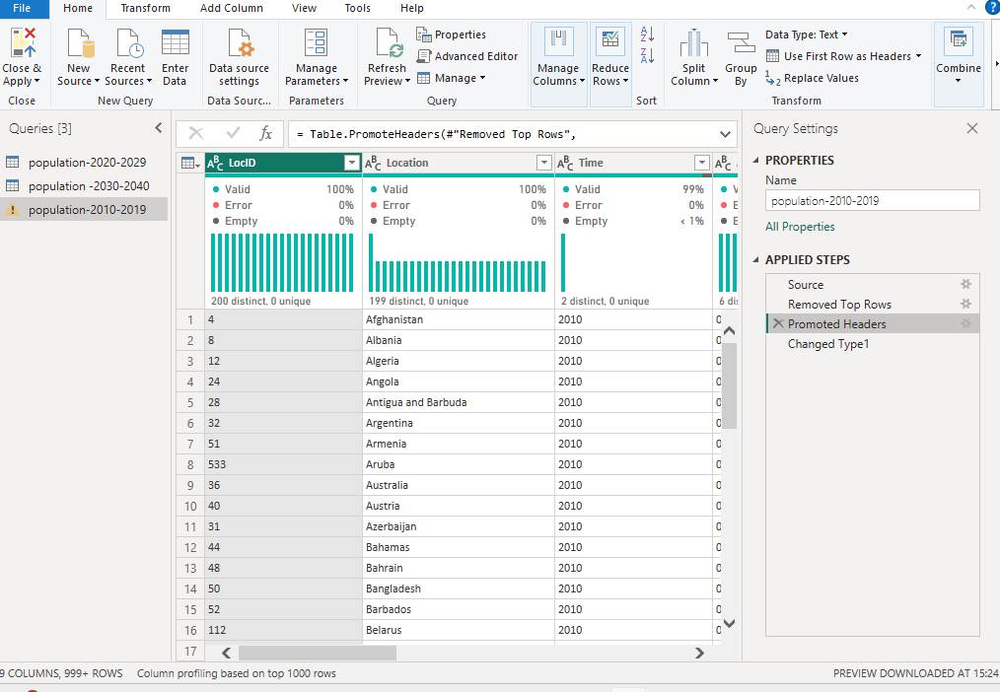 File Home Transform Add Column View Tools Help ?
Close & Apply
New Source
Recent Sources
Enter Data
Data source settings
Manage Parameters
Refresh Preview
Properties
Advanced Editor
Manage
Manage Columns
Reduce Rows
Split Column
Group By
Data Type: Text
Use First Row as Headers
Replace Values
Combine
Close New Query Data Sourc... Parameters Query Sort Transform
Queries [3]
population-2020-2029
population -2030-2040
population-2010-2019
fx = Table.PromoteHeaders(#"Removed Top Rows",
LocID Location Time
Valid 100% Valid 100% Valid 99% V
Error 0% Error 0% Error 0% E
Empty 0% Empty 0% Empty < 1% E
200 distinct, 0 unique 199 distinct, 0 unique 2 distinct, 0 unique 6 di
1 4 Afghanistan 2010 0
2 8 Albania 2010 0
3 12 Algeria 2010 0
4 24 Angola 2010 0
5 28 Antigua and Barbuda 2010 0
6 32 Argentina 2010 0
7 51 Armenia 2010 0
8 533 Aruba 2010 0
9 36 Australia 2010 0
10 40 Austria 2010 0
11 31 Azerbaijan 2010 0
12 44 Bahamas 2010 0
13 48 Bahrain 2010 0
14 50 Bangladesh 2010 0
15 52 Barbados 2010 0
16 112 Belarus 2010 0
17
Query Settings
PROPERTIES
Name
population-2010-2019
All Properties
APPLIED STEPS
Source
Removed Top Rows
Promoted Headers
Changed Type1
9 COLUMNS, 999+ ROWS Column profiling based on top 1000 rows PREVIEW DOWNLOADED AT 15:24